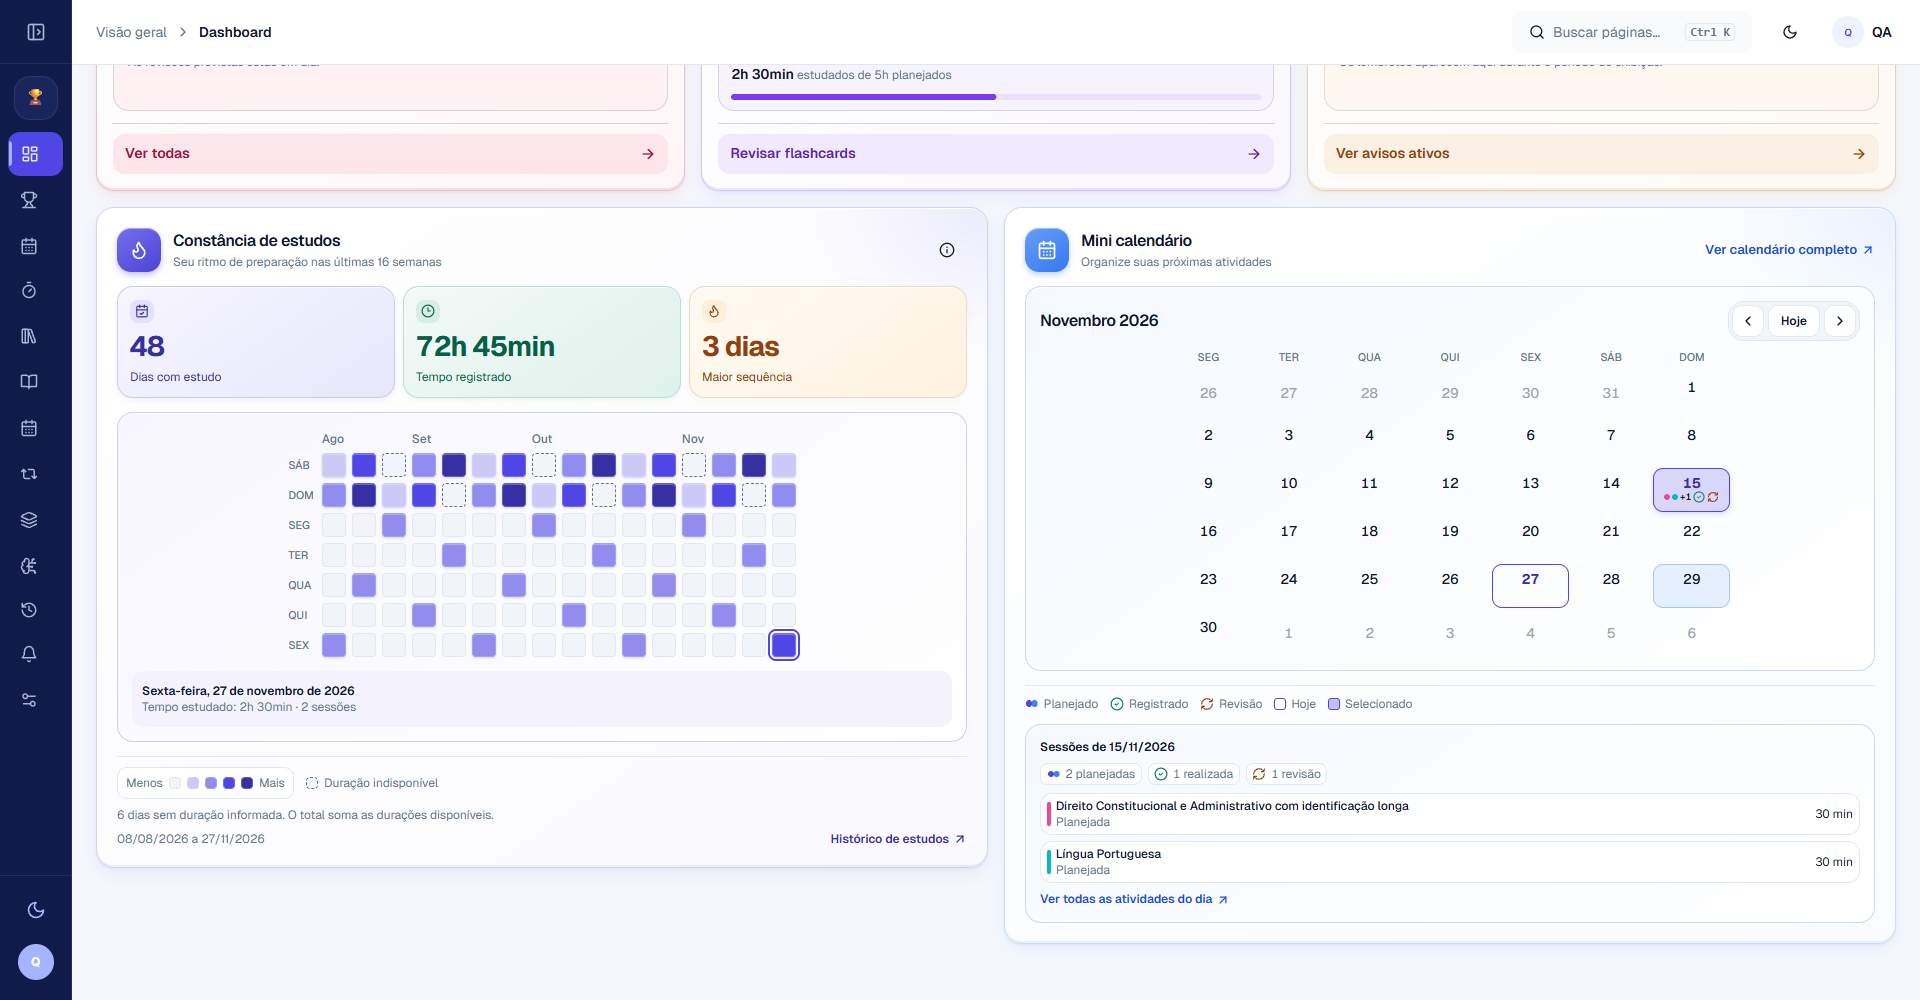 Visão geral > Dashboard
Buscar páginas...
Ctrl K
Q
QA
2h 30min estudados de 5h planejados
Ver todas
Revisar flashcards
Ver avisos ativos
Constância de estudos
Seu ritmo de preparação nas últimas 16 semanas
48
Dias com estudo
72h 45min
Tempo registrado
3 dias
Maior sequência
Ago Set Out Nov
SÁB
DOM
SEG
TER
QUA
QUI
SEX
Sexta-feira, 27 de novembro de 2026
Tempo estudado: 2h 30min · 2 sessões
Menos Mais Duração indisponível
6 dias sem duração informada. O total soma as durações disponíveis.
08/08/2026 a 27/11/2026
Histórico de estudos
Mini calendário
Organize suas próximas atividades
Ver calendário completo
Novembro 2026
Hoje
SEG TER QUA QUI SEX SÁB DOM
26 27 28 29 30 31 1
2 3 4 5 6 7 8
9 10 11 12 13 14 15
+1
16 17 18 19 20 21 22
23 24 25 26 27 28 29
30 1 2 3 4 5 6
Planejado Registrado Revisão Hoje Selecionado
Sessões de 15/11/2026
2 planejadas 1 realizada 1 revisão
Direito Constitucional e Administrativo com identificação longa
Planejada
30 min
Língua Portuguesa
Planejada
30 min
Ver todas as atividades do dia
Q